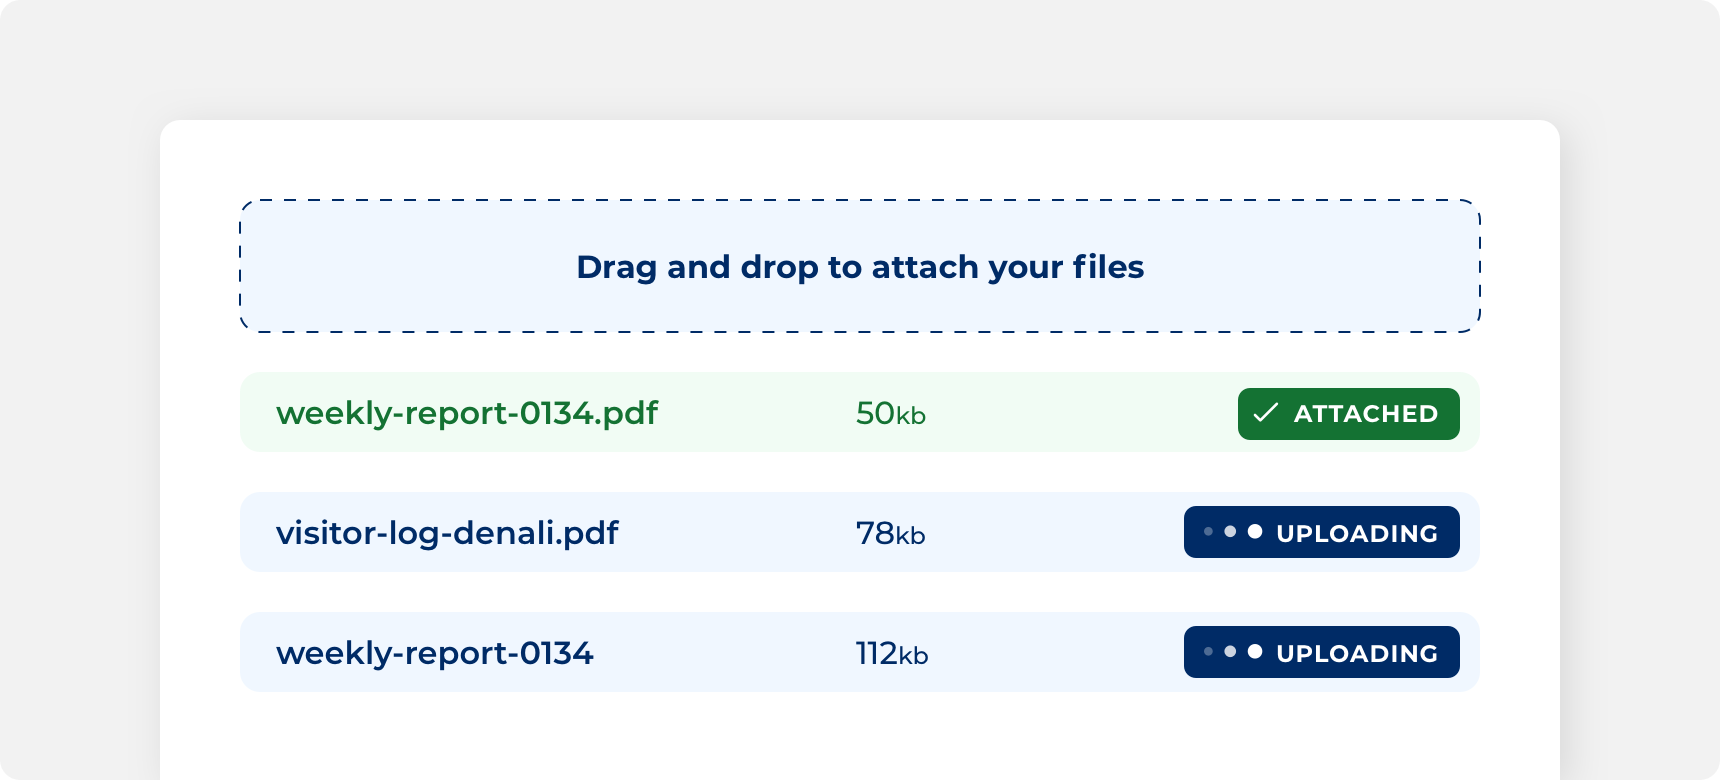 Drag and drop to attach your files
weekly-report-0134.pdf 50kb ATTACHED
visitor-log-denali.pdf 78kb UPLOADING
weekly-report-0134 112kb UPLOADING